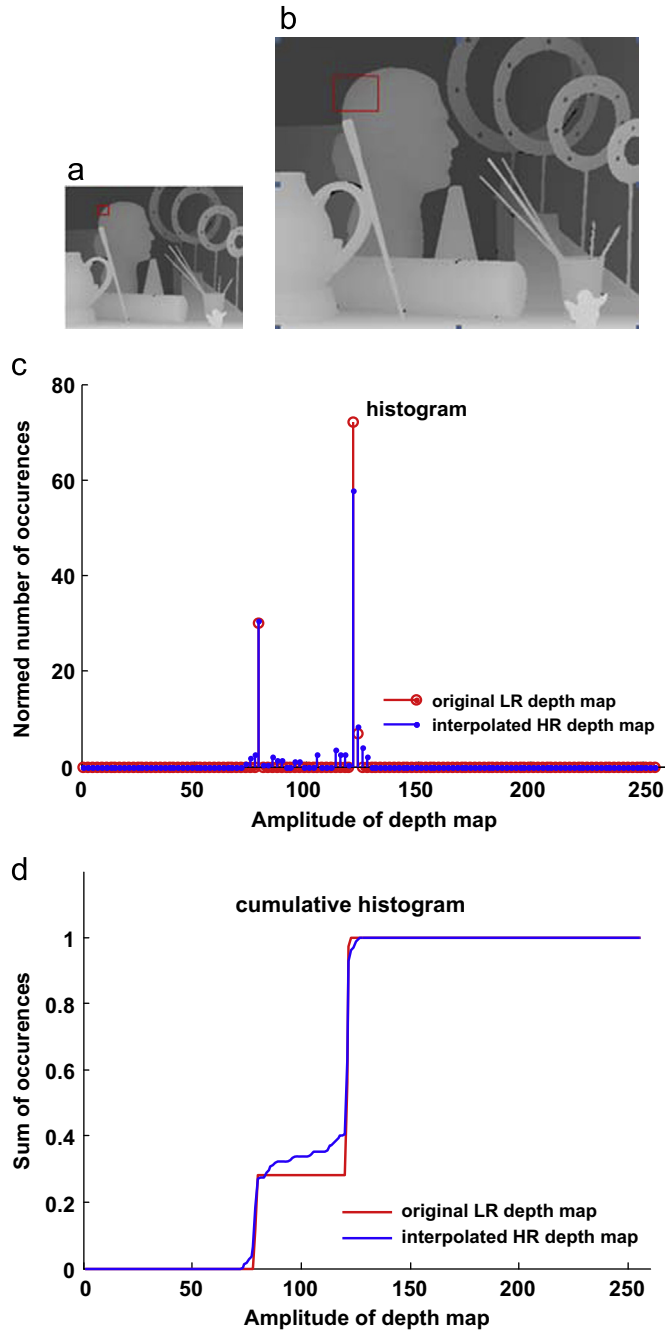 b
a
c
80
60
40
20
0
Normed number of occurences
histogram
original LR depth map
interpolated HR depth map
0 50 100 150 200 250
Amplitude of depth map
d
cumulative histogram
1
0.8
0.6
0.4
0.2
0
Sum of occurences
original LR depth map
interpolated HR depth map
0 50 100 150 200 250
Amplitude of depth map